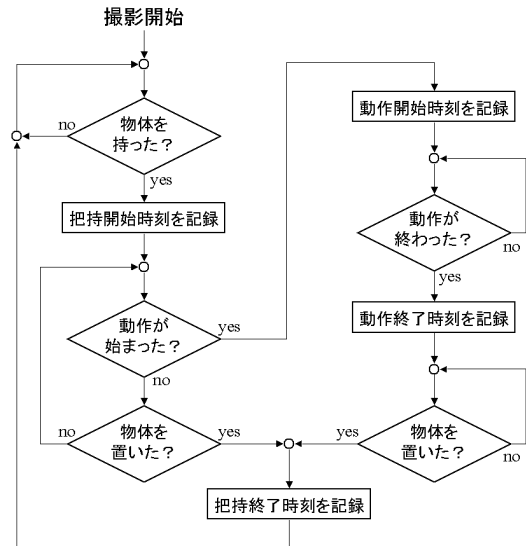 撮影開始
物体を
持った?
no
yes
把持開始時刻を記録
動作が
始まった?
yes
no
物体を
置いた?
no
yes
動作開始時刻を記録
動作が
終わった?
no
yes
動作終了時刻を記録
物体を
置いた?
yes
no
把持終了時刻を記録